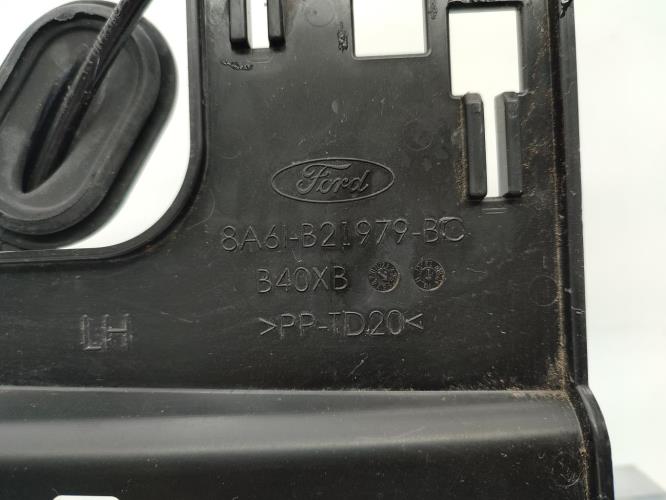 Ford
8A61-B21979-BC
B40XB
LH
>PP-TD20<